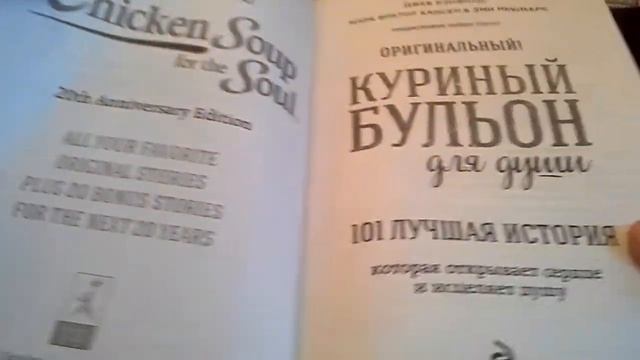 Chicken Soup
for the
Soul
20th Anniversary Edition
ALL YOUR FAVORITE
ORIGINAL STORIES
PLUS 20 BONUS STORIES
FOR THE NEXT 20 YEARS
ОРИГИНАЛЬНЫЙ!
КУРИНЫЙ
БУЛЬОН
для души
101 ЛУЧШАЯ ИСТОРИЯ
которая открывает сердце
и исцеляет душу